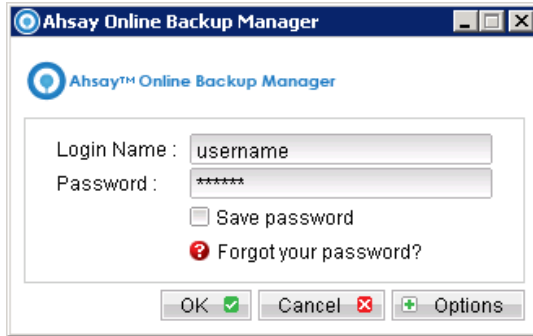 Ahsay Online Backup Manager
Ahsay™ Online Backup Manager
Login Name : username
Password : ******
Save password
Forgot your password?
OK Cancel Options